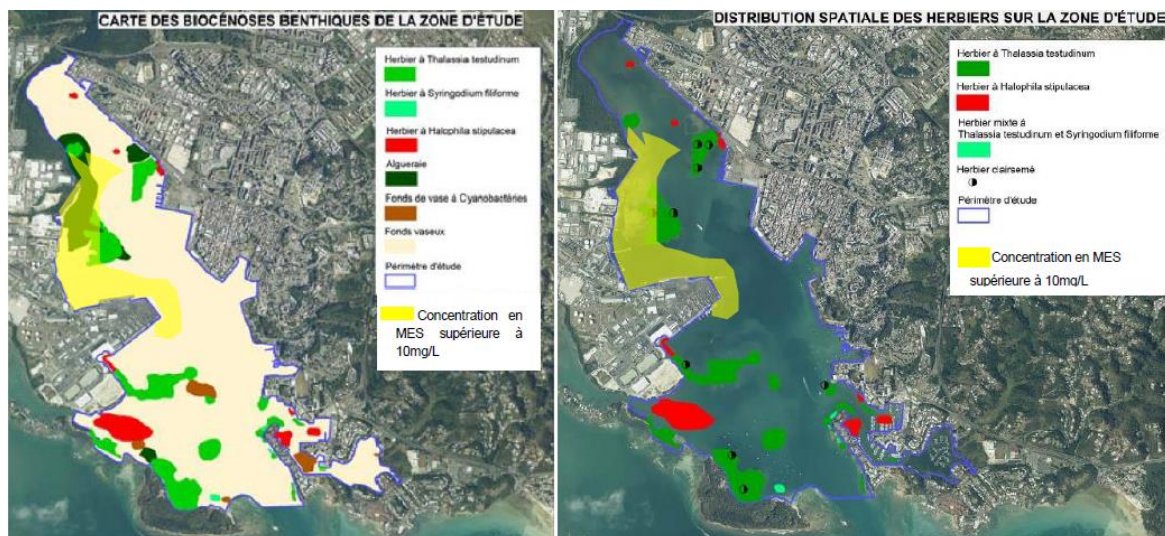 CARTE DES BIOCÉNOSES BENTHIQUES DE LA ZONE D'ÉTUDE
Herbier à Thalassia testudinum
Herbier à Syringodium filiforme
Herbier à Halophila stipulacea
Algueraie
Fonds de vase à Cyanobactéries
Fonds vaseux
Périmètre d'étude
Concentration en
MES supérieure à
10mg/L
DISTRIBUTION SPATIALE DES HERBIERS SUR LA ZONE D'ÉTUDE
Herbier à Thalassia testudinum
Herbier à Halophila stipulacea
Herbier mixte à
Thalassia testudinum et Syringodium filiforme
Herbier clairsemé
Périmètre d'étude
Concentration en MES
supérieure à 10mg/L